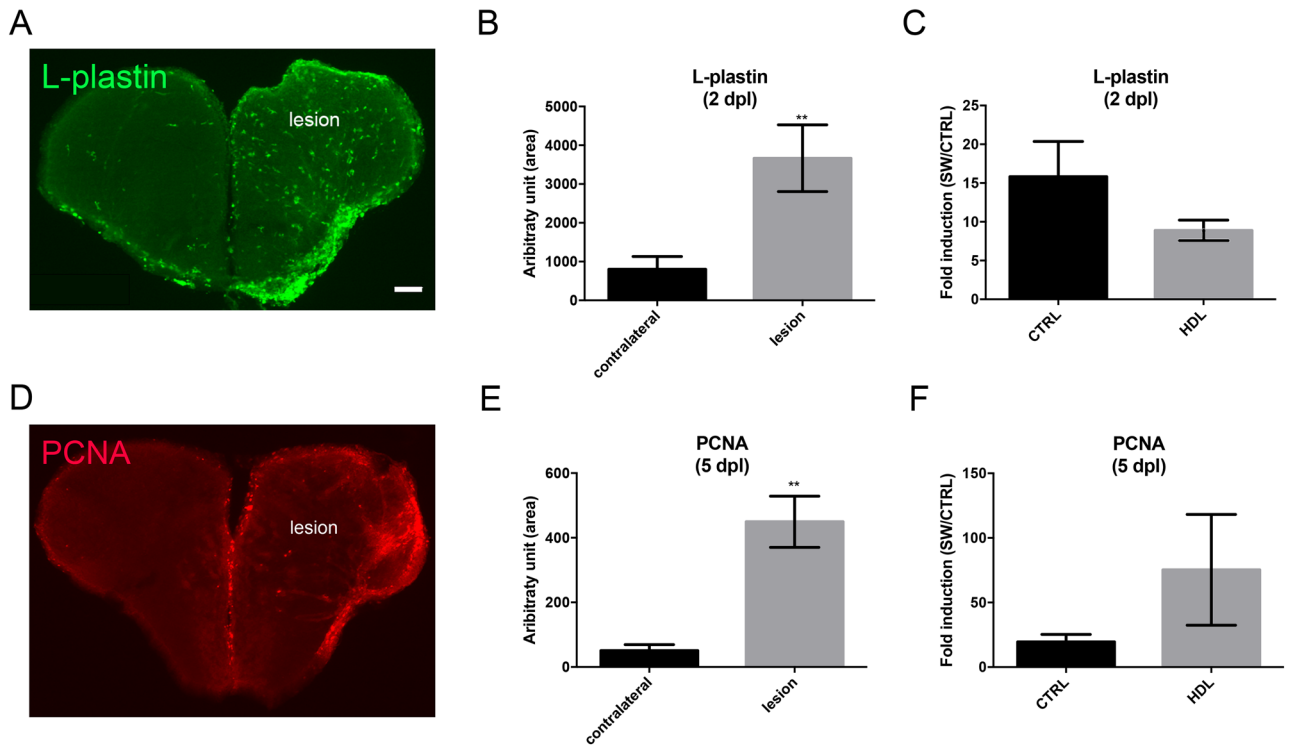 A
L-plastin
lesion
B
L-plastin
(2 dpl)
Aribitraty unit (area)
5000
4000
3000
2000
1000
0
**
contralateral
lesion
C
L-plastin
(2 dpl)
Fold induction (SW/CTRL)
25
20
15
10
5
0
CTRL
HDL
D
PCNA
lesion
E
PCNA
(5 dpl)
Aribitraty unit (area)
600
400
200
0
**
contralateral
lesion
F
PCNA
(5 dpl)
Fold induction (SW/CTRL)
150
100
50
0
CTRL
HDL